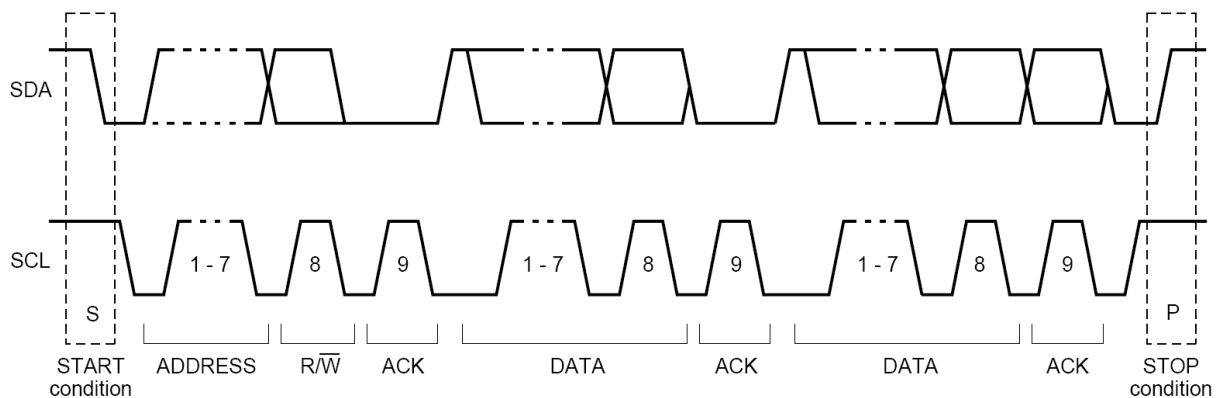 SDA
SCL
1 - 7
8
9
1 - 7
8
9
1 - 7
8
9
S
P
START
condition
ADDRESS
R/W̅
ACK
DATA
ACK
DATA
ACK
STOP
condition